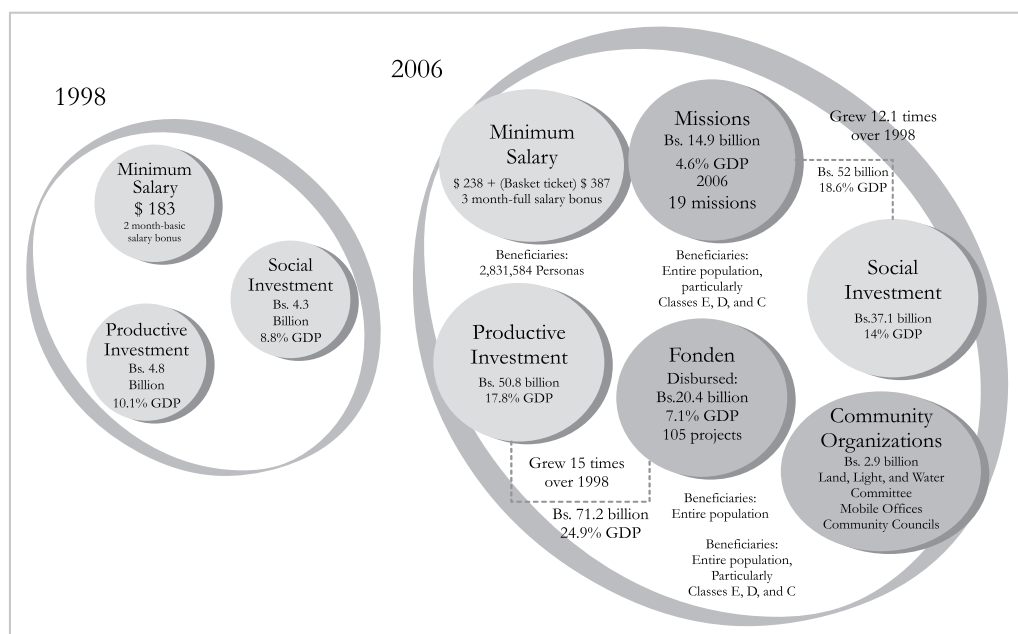 1998
Minimum
Salary
$ 183
2 month-basic
salary bonus
Social
Investment
Bs. 4.3
Billion
8.8% GDP
Productive
Investment
Bs. 4.8
Billion
10.1% GDP
2006
Minimum
Salary
$ 238 + (Basket ticket) $ 387
3 month-full salary bonus
Beneficiaries:
2,831,584 Personas
Missions
Bs. 14.9 billion
4.6% GDP
2006
19 missions
Beneficiaries:
Entire population,
particularly
Classes E, D, and C
Grew 12.1 times
over 1998
Bs. 52 billion
18.6% GDP
Social
Investment
Bs.37.1 billion
14% GDP
Productive
Investment
Bs. 50.8 billion
17.8% GDP
Fonden
Disbursed:
Bs.20.4 billion
7.1% GDP
105 projects
Grew 15 times
over 1998
Bs. 71.2 billion
24.9% GDP
Beneficiaries:
Entire population
Community
Organizations
Bs. 2.9 billion
Land, Light, and Water
Committee
Mobile Offices
Community Councils
Beneficiaries:
Entire population,
Particularly
Classes E, D, and C